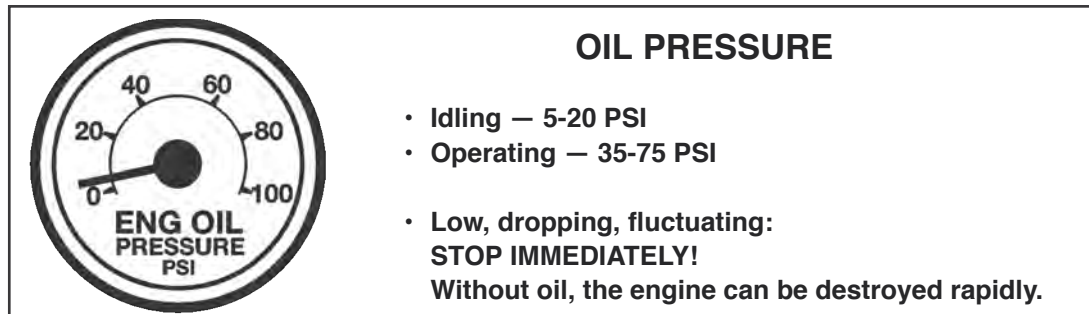 40 60
20 80
0 100
ENG OIL
PRESSURE
PSI
OIL PRESSURE
· Idling — 5-20 PSI
· Operating — 35-75 PSI
· Low, dropping, fluctuating:
STOP IMMEDIATELY!
Without oil, the engine can be destroyed rapidly.